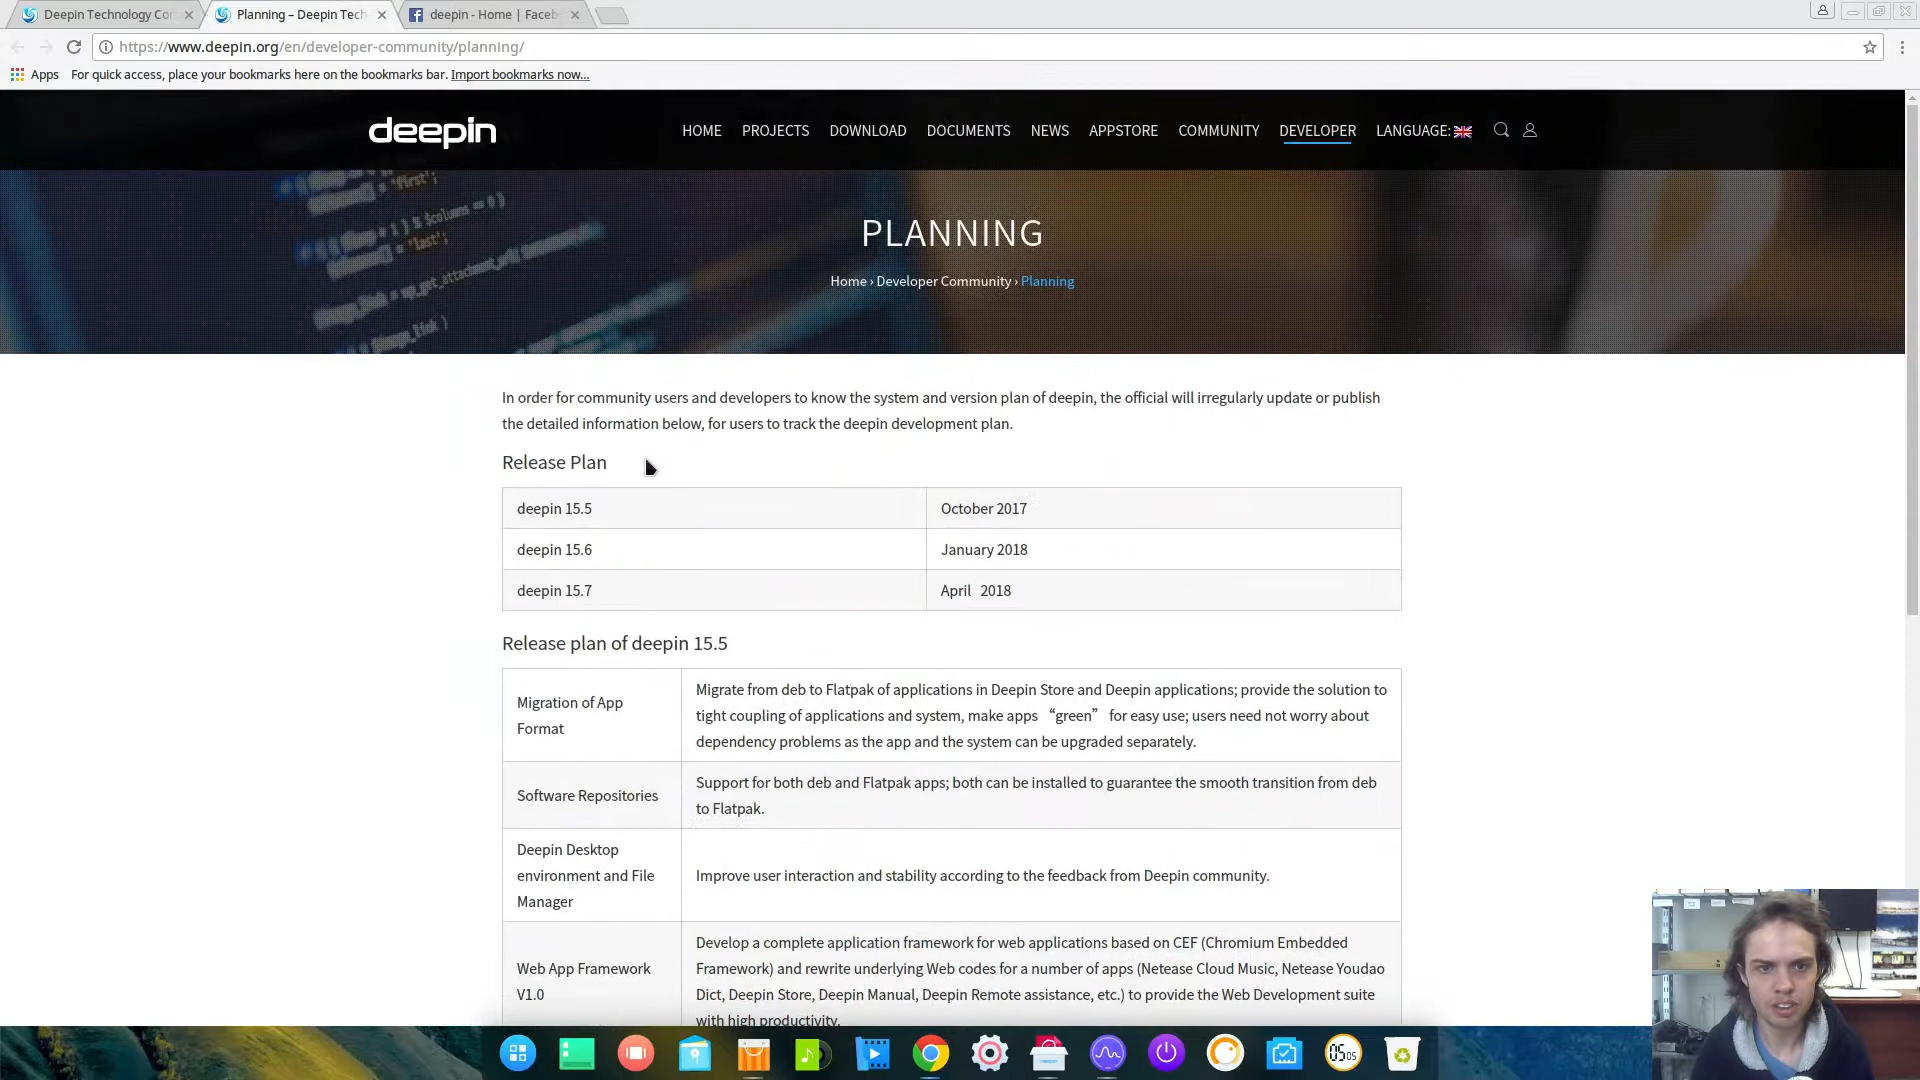 Deepin Technology Co
Planning – Deepin Tech
deepin - Home | Faceb
https://www.deepin.org/en/developer-community/planning/
Apps For quick access, place your bookmarks here on the bookmarks bar. Import bookmarks now...
deepin
HOME PROJECTS DOWNLOAD DOCUMENTS NEWS APPSTORE COMMUNITY DEVELOPER LANGUAGE:
'first';
+ 1) % $columns == 0)
'last';
PLANNING
Home › Developer Community › Planning
In order for community users and developers to know the system and version plan of deepin, the official will irregularly update or publish
the detailed information below, for users to track the deepin development plan.
Release Plan
deepin 15.5 October 2017
deepin 15.6 January 2018
deepin 15.7 April 2018
Release plan of deepin 15.5
Migration of App
Format
Migrate from deb to Flatpak of applications in Deepin Store and Deepin applications; provide the solution to
tight coupling of applications and system, make apps “green” for easy use; users need not worry about
dependency problems as the app and the system can be upgraded separately.
Software Repositories
Support for both deb and Flatpak apps; both can be installed to guarantee the smooth transition from deb
to Flatpak.
Deepin Desktop
environment and File
Manager
Improve user interaction and stability according to the feedback from Deepin community.
Web App Framework
V1.0
Develop a complete application framework for web applications based on CEF (Chromium Embedded
Framework) and rewrite underlying Web codes for a number of apps (Netease Cloud Music, Netease Youdao
Dict, Deepin Store, Deepin Manual, Deepin Remote assistance, etc.) to provide the Web Development suite
with high productivity.
05 05